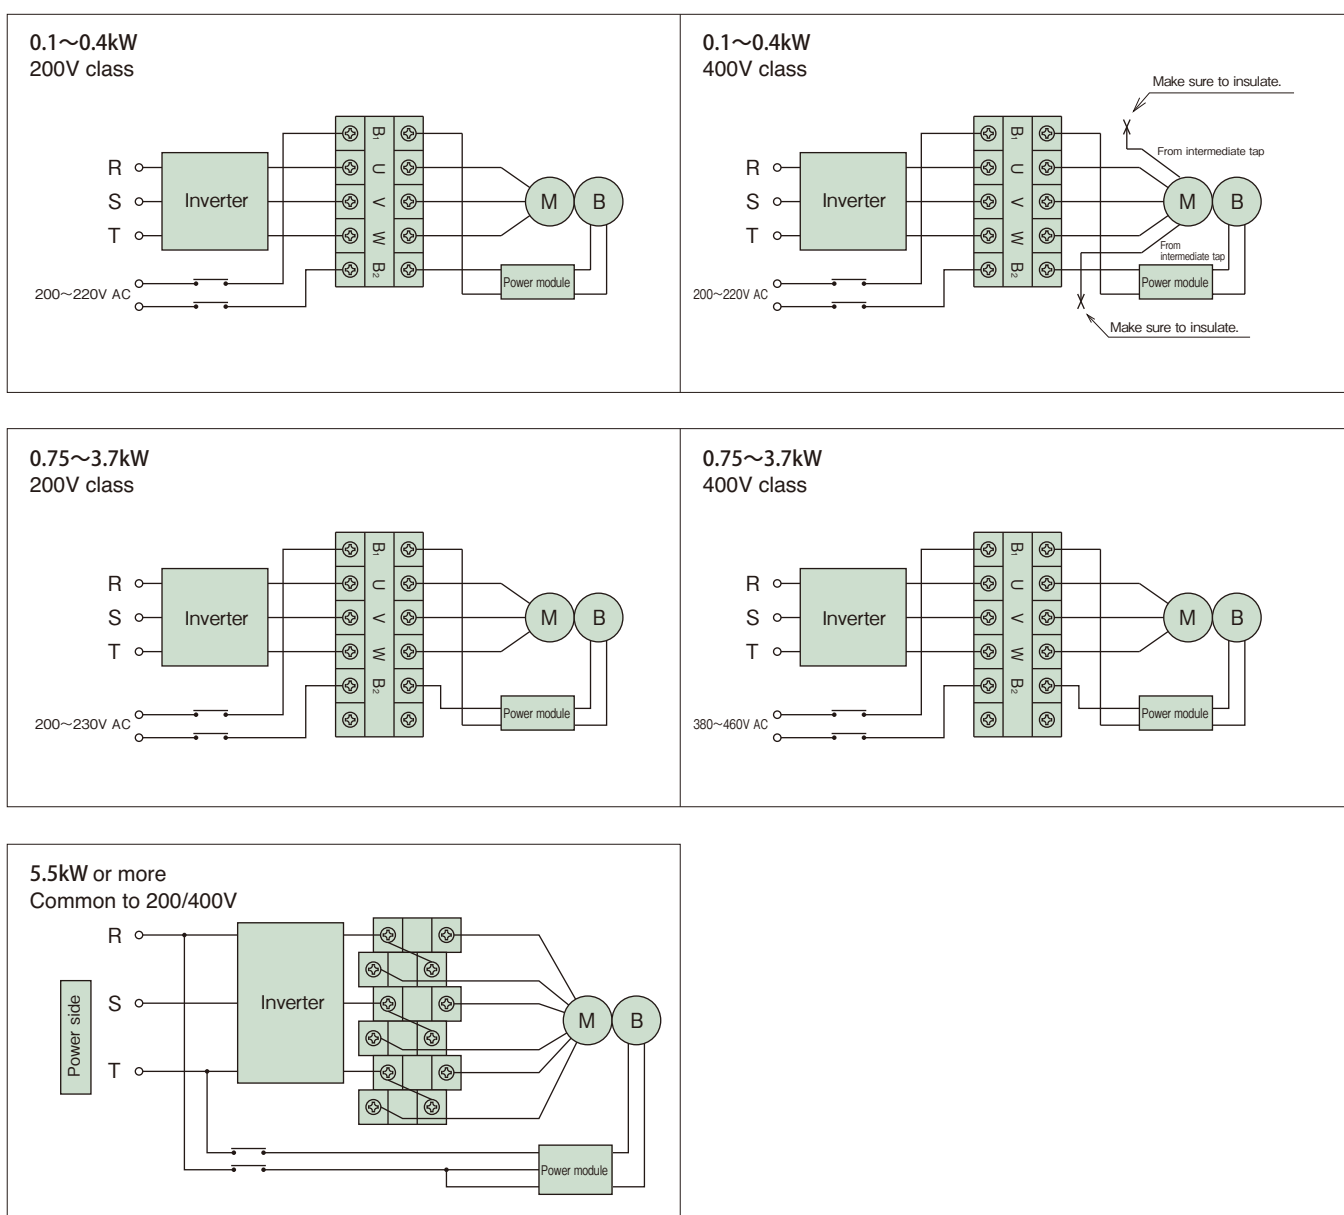 0.1～0.4kW
200V class
B1
R
U
S
Inverter
V
M
B
T
W
B2
Power module
200～220V AC
0.1～0.4kW
400V class
Make sure to insulate.
B1
From intermediate tap
R
U
S
Inverter
V
M
B
T
W
From
intermediate tap
B2
Power module
200～220V AC
Make sure to insulate.
0.75～3.7kW
200V class
B1
R
U
S
Inverter
V
M
B
T
W
B2
Power module
200～230V AC
0.75～3.7kW
400V class
B1
R
U
S
Inverter
V
M
B
T
W
B2
Power module
380～460V AC
5.5kW or more
Common to 200/400V
R
Power side
S
Inverter
M
B
T
Power module